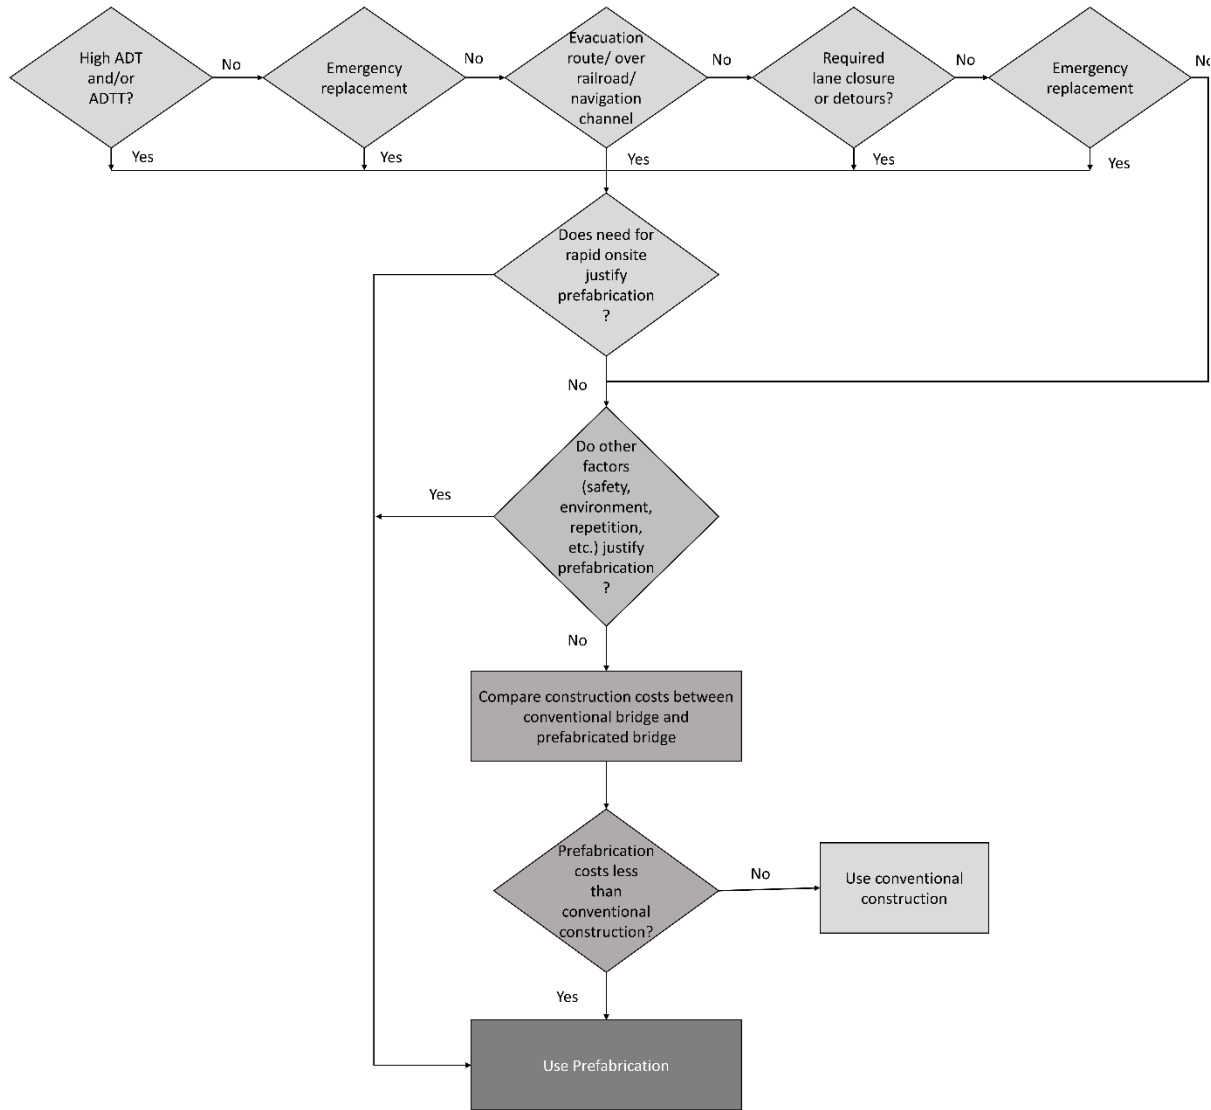 High ADT
and/or
ADTT?
No
Emergency
replacement
No
Evacuation
route/ over
railroad/
navigation
channel
No
Required
lane closure
or detours?
No
Emergency
replacement
No
Yes
Yes
Yes
Yes
Yes
Does need for
rapid onsite
justify
prefabrication
?
No
Do other
factors
(safety,
environment,
repetition,
etc.) justify
prefabrication
?
Yes
No
Compare construction costs between
conventional bridge and
prefabricated bridge
Prefabrication
costs less
than
conventional
construction?
No
Use conventional
construction
Yes
Use Prefabrication